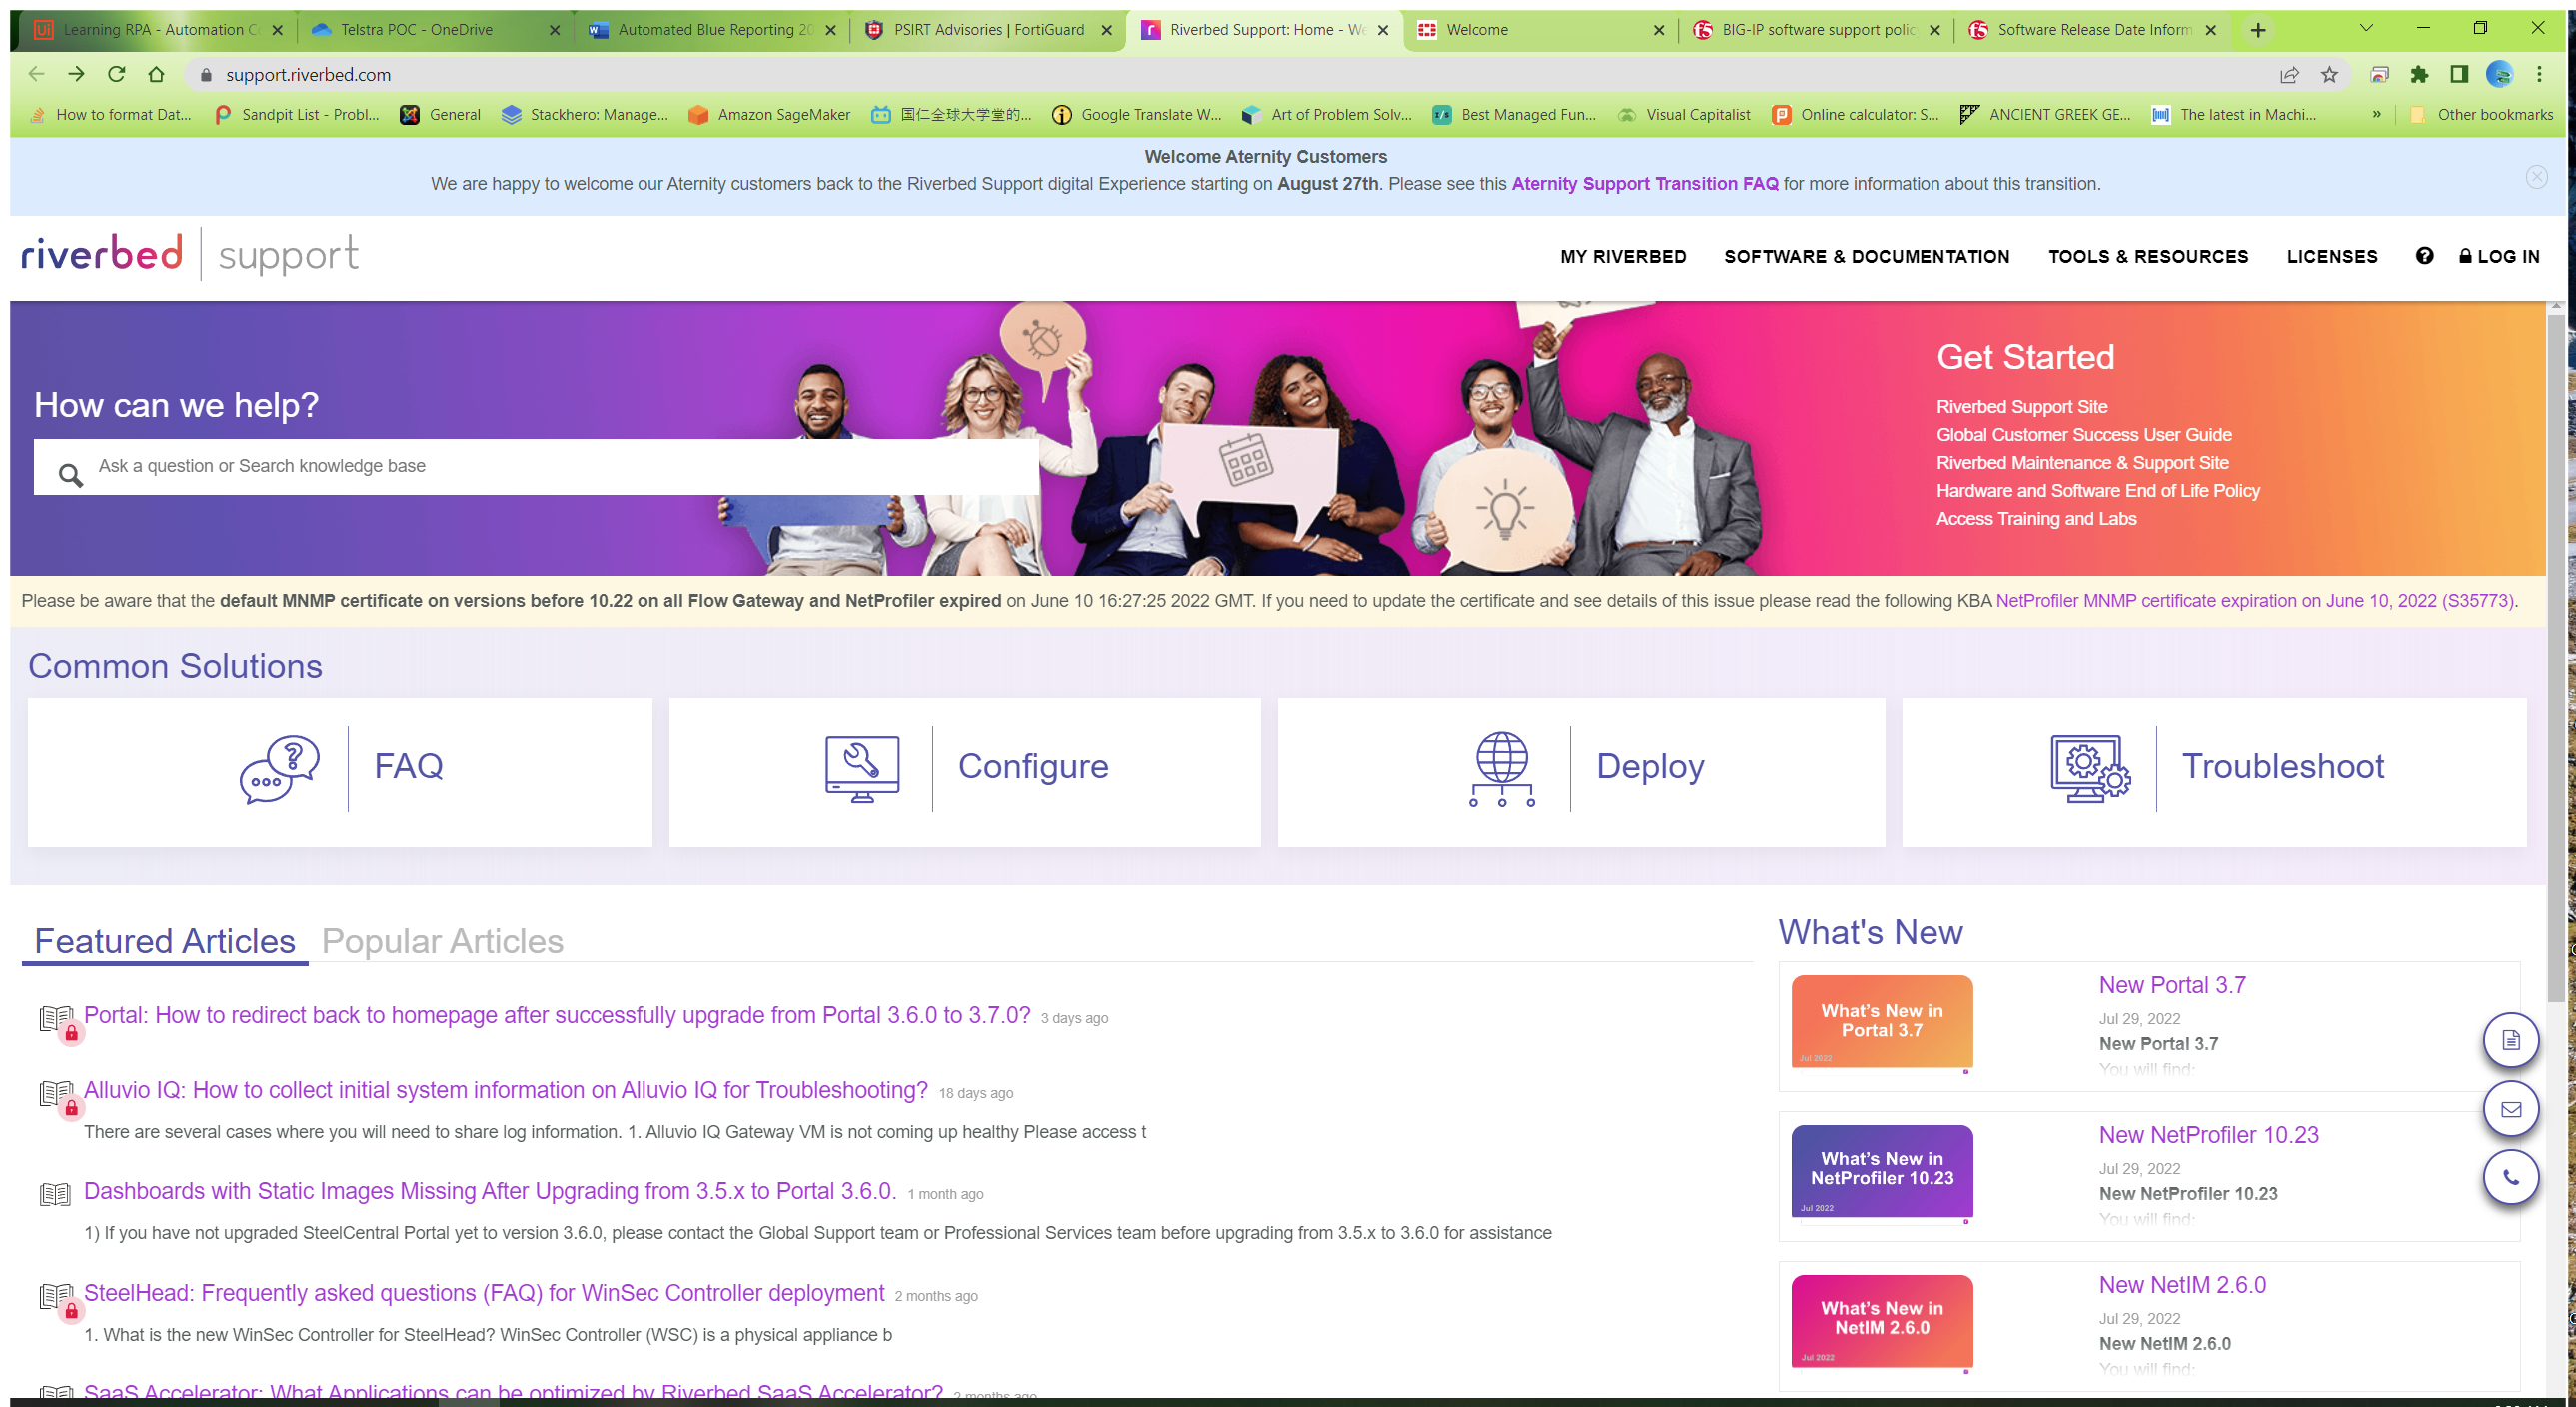 Learning RPA - Automation Co
Telstra POC - OneDrive
Automated Blue Reporting 20
PSIRT Advisories | FortiGuard
Riverbed Support: Home - We
Welcome
BIG-IP software support polic
Software Release Date Inform
support.riverbed.com
How to format Dat...
Sandpit List - Probl...
General
Stackhero: Manage...
Amazon SageMaker
国仁全球大学堂的...
Google Translate W...
Art of Problem Solv...
Best Managed Fun...
Visual Capitalist
Online calculator: S...
ANCIENT GREEK GE...
The latest in Machi...
»
Other bookmarks
Welcome Aternity Customers
We are happy to welcome our Aternity customers back to the Riverbed Support digital Experience starting on August 27th. Please see this Aternity Support Transition FAQ for more information about this transition.
riverbed | support
MY RIVERBED
SOFTWARE & DOCUMENTATION
TOOLS & RESOURCES
LICENSES
LOG IN
How can we help?
Ask a question or Search knowledge base
Get Started
Riverbed Support Site
Global Customer Success User Guide
Riverbed Maintenance & Support Site
Hardware and Software End of Life Policy
Access Training and Labs
Please be aware that the default MNMP certificate on versions before 10.22 on all Flow Gateway and NetProfiler expired on June 10 16:27:25 2022 GMT. If you need to update the certificate and see details of this issue please read the following KBA NetProfiler MNMP certificate expiration on June 10, 2022 (S35773).
Common Solutions
FAQ
Configure
Deploy
Troubleshoot
Featured Articles
Popular Articles
Portal: How to redirect back to homepage after successfully upgrade from Portal 3.6.0 to 3.7.0? 3 days ago
Alluvio IQ: How to collect initial system information on Alluvio IQ for Troubleshooting? 18 days ago
There are several cases where you will need to share log information. 1. Alluvio IQ Gateway VM is not coming up healthy Please access t
Dashboards with Static Images Missing After Upgrading from 3.5.x to Portal 3.6.0. 1 month ago
1) If you have not upgraded SteelCentral Portal yet to version 3.6.0, please contact the Global Support team or Professional Services team before upgrading from 3.5.x to 3.6.0 for assistance
SteelHead: Frequently asked questions (FAQ) for WinSec Controller deployment 2 months ago
1. What is the new WinSec Controller for SteelHead? WinSec Controller (WSC) is a physical appliance b
SaaS Accelerator: What Applications can be optimized by Riverbed SaaS Accelerator? 2 months ago
What's New
What's New in
Portal 3.7
Jul 2022
New Portal 3.7
Jul 29, 2022
New Portal 3.7
You will find:
What's New in
NetProfiler 10.23
Jul 2022
New NetProfiler 10.23
Jul 29, 2022
New NetProfiler 10.23
You will find:
What's New in
NetIM 2.6.0
Jul 2022
New NetIM 2.6.0
Jul 29, 2022
New NetIM 2.6.0
You will find: